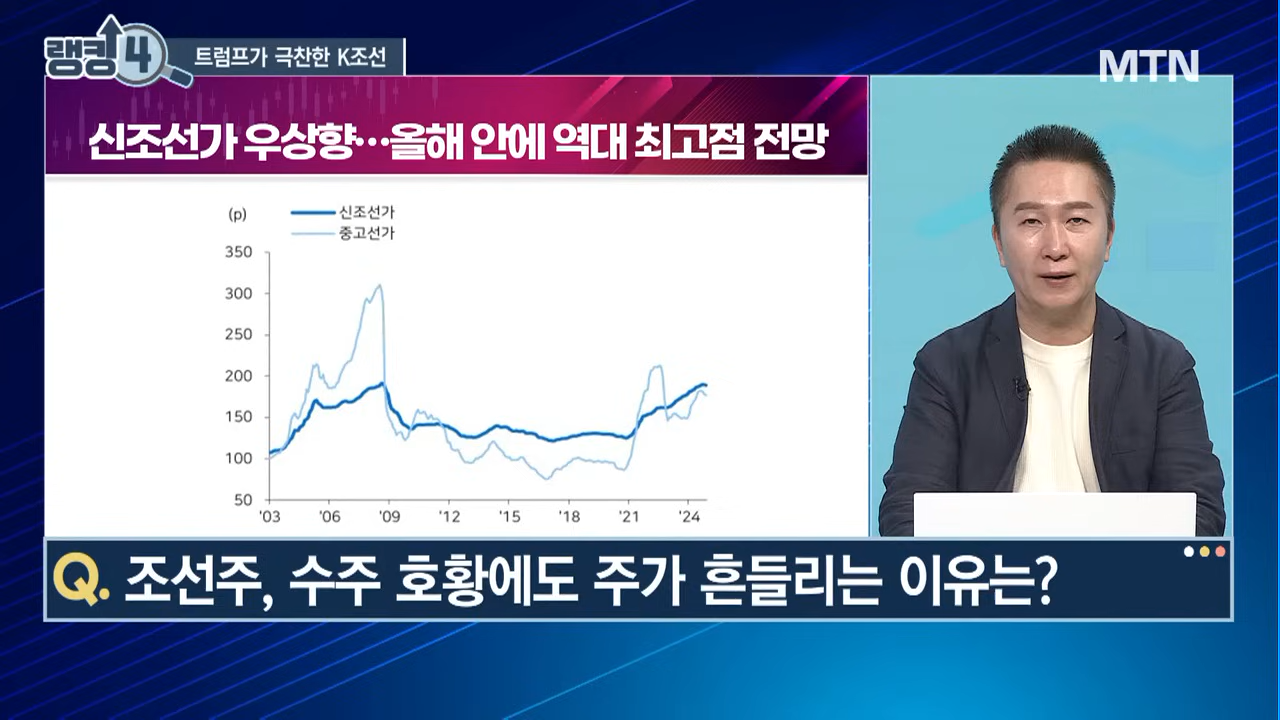 랭킹4
트럼프가 극찬한 K조선
MTN
신조선가 우상향…올해 안에 역대 최고점 전망
(p)
신조선가
중고선가
350
300
250
200
150
100
50
'03 '06 '09 '12 '15 '18 '21 '24
Q. 조선주, 수주 호황에도 주가 흔들리는 이유는?